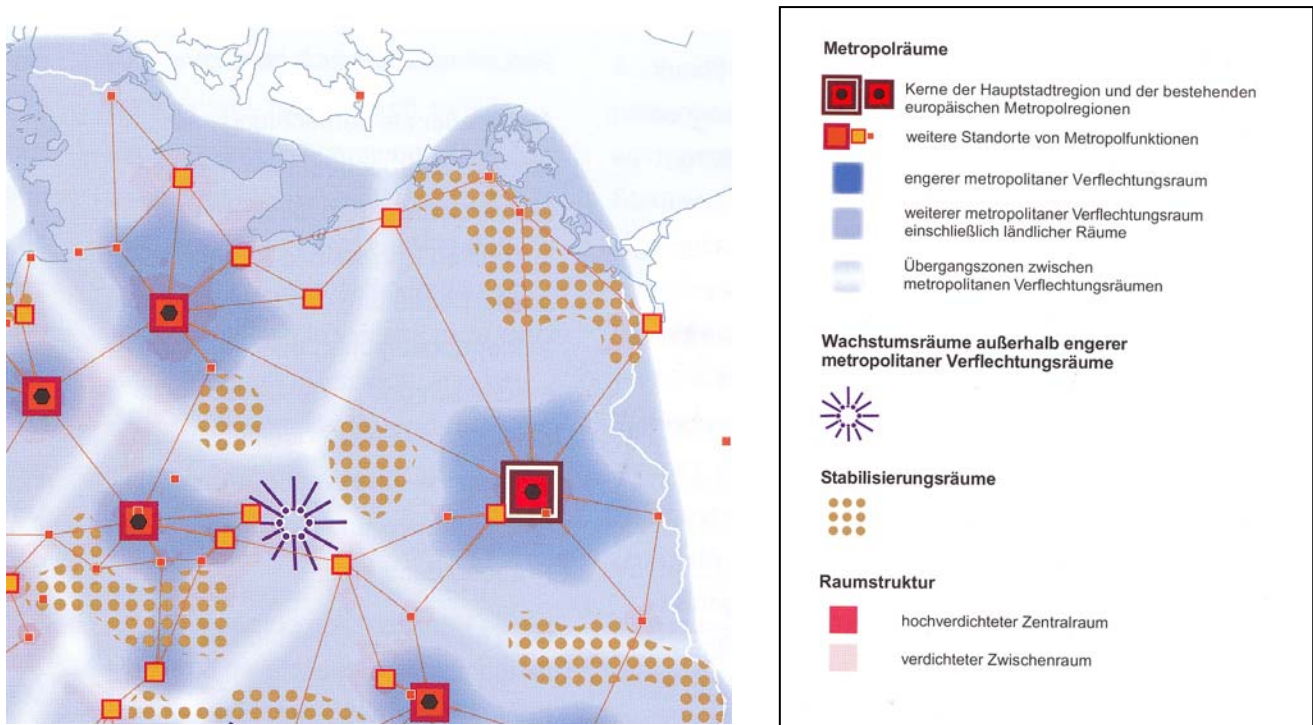 Metropolräume
Kerne der Hauptstadtregion und der bestehenden
europäischen Metropolregionen
weitere Standorte von Metropolfunktionen
engerer metropolitaner Verflechtungsraum
weiterer metropolitaner Verflechtungsraum
einschließlich ländlicher Räume
Übergangszonen zwischen
metropolitanen Verflechtungsräumen
Wachstumsräume außerhalb engerer
metropolitaner Verflechtungsräume
Stabilisierungsräume
Raumstruktur
hochverdichteter Zentralraum
verdichteter Zwischenraum